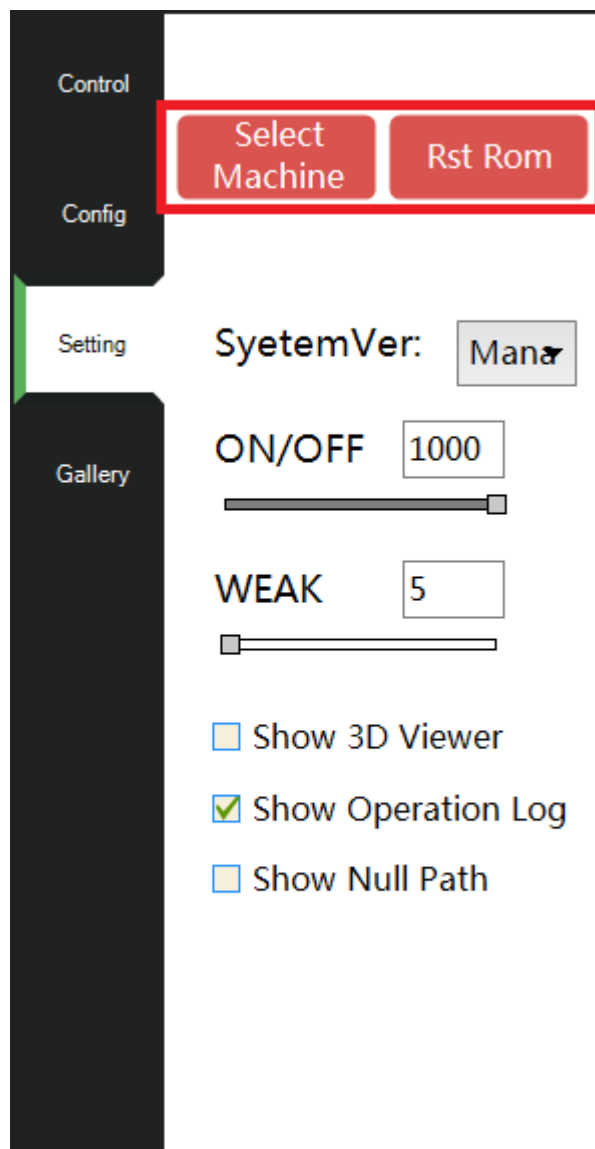 Control
Select
Machine
Rst Rom
Config
Setting
SyetemVer:
Mana
ON/OFF
1000
Gallery
WEAK
5
Show 3D Viewer
Show Operation Log
Show Null Path